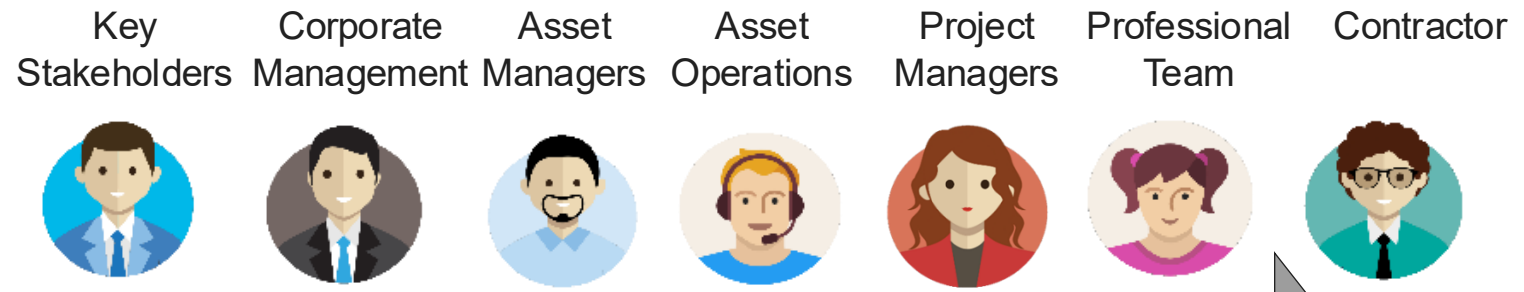 Key Stakeholders
Corporate Management
Asset Managers
Asset Operations
Project Managers
Professional Team
Contractor